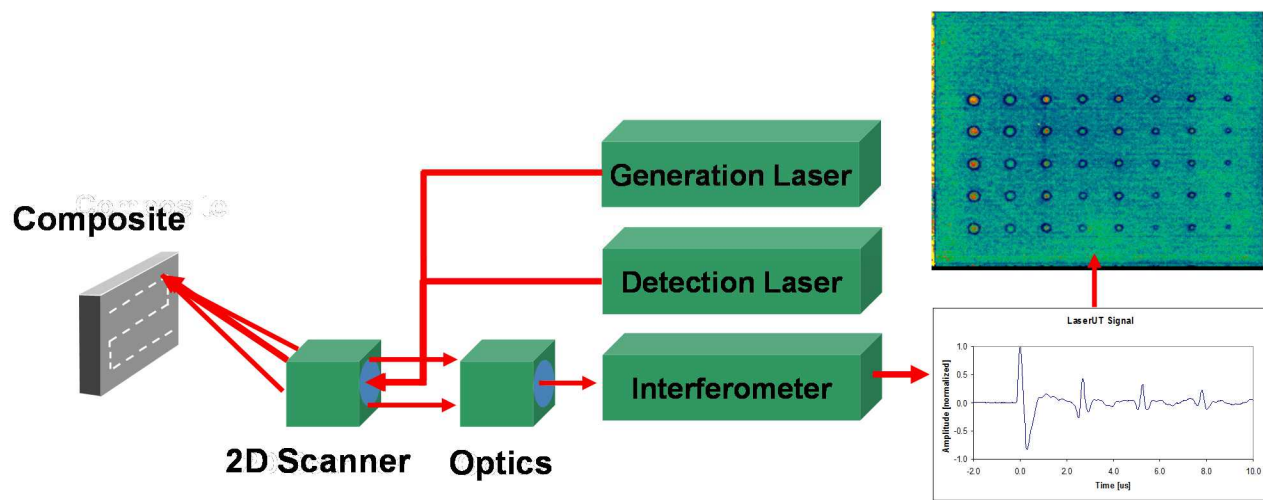 Generation Laser
Composite
Detection Laser
Interferometer
2D Scanner
Optics
LaserUT Signal
Amplitude [normalized]
1.0
0.5
0.0
-0.5
-1.0
-2.0 0.0 2.0 4.0 6.0 8.0 10.0
Time [us]